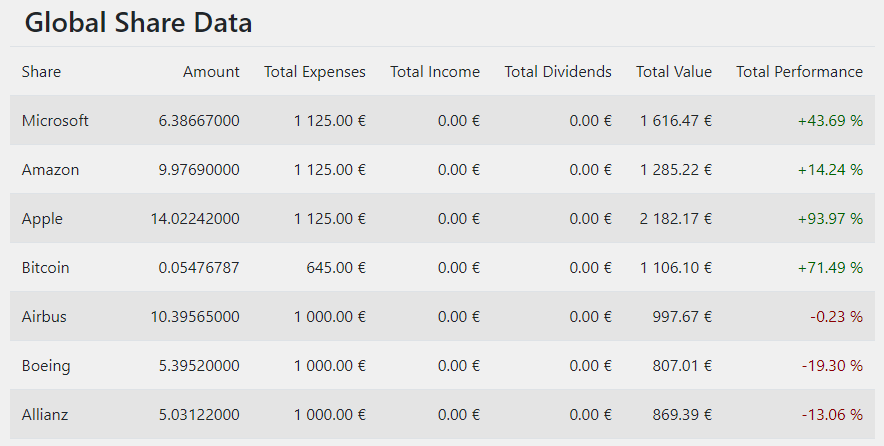 Global Share Data
Share Amount Total Expenses Total Income Total Dividends Total Value Total Performance
Microsoft 6.38667000 1 125.00 € 0.00 € 0.00 € 1 616.47 € +43.69 %
Amazon 9.97690000 1 125.00 € 0.00 € 0.00 € 1 285.22 € +14.24 %
Apple 14.02242000 1 125.00 € 0.00 € 0.00 € 2 182.17 € +93.97 %
Bitcoin 0.05476787 645.00 € 0.00 € 0.00 € 1 106.10 € +71.49 %
Airbus 10.39565000 1 000.00 € 0.00 € 0.00 € 997.67 € -0.23 %
Boeing 5.39520000 1 000.00 € 0.00 € 0.00 € 807.01 € -19.30 %
Allianz 5.03122000 1 000.00 € 0.00 € 0.00 € 869.39 € -13.06 %